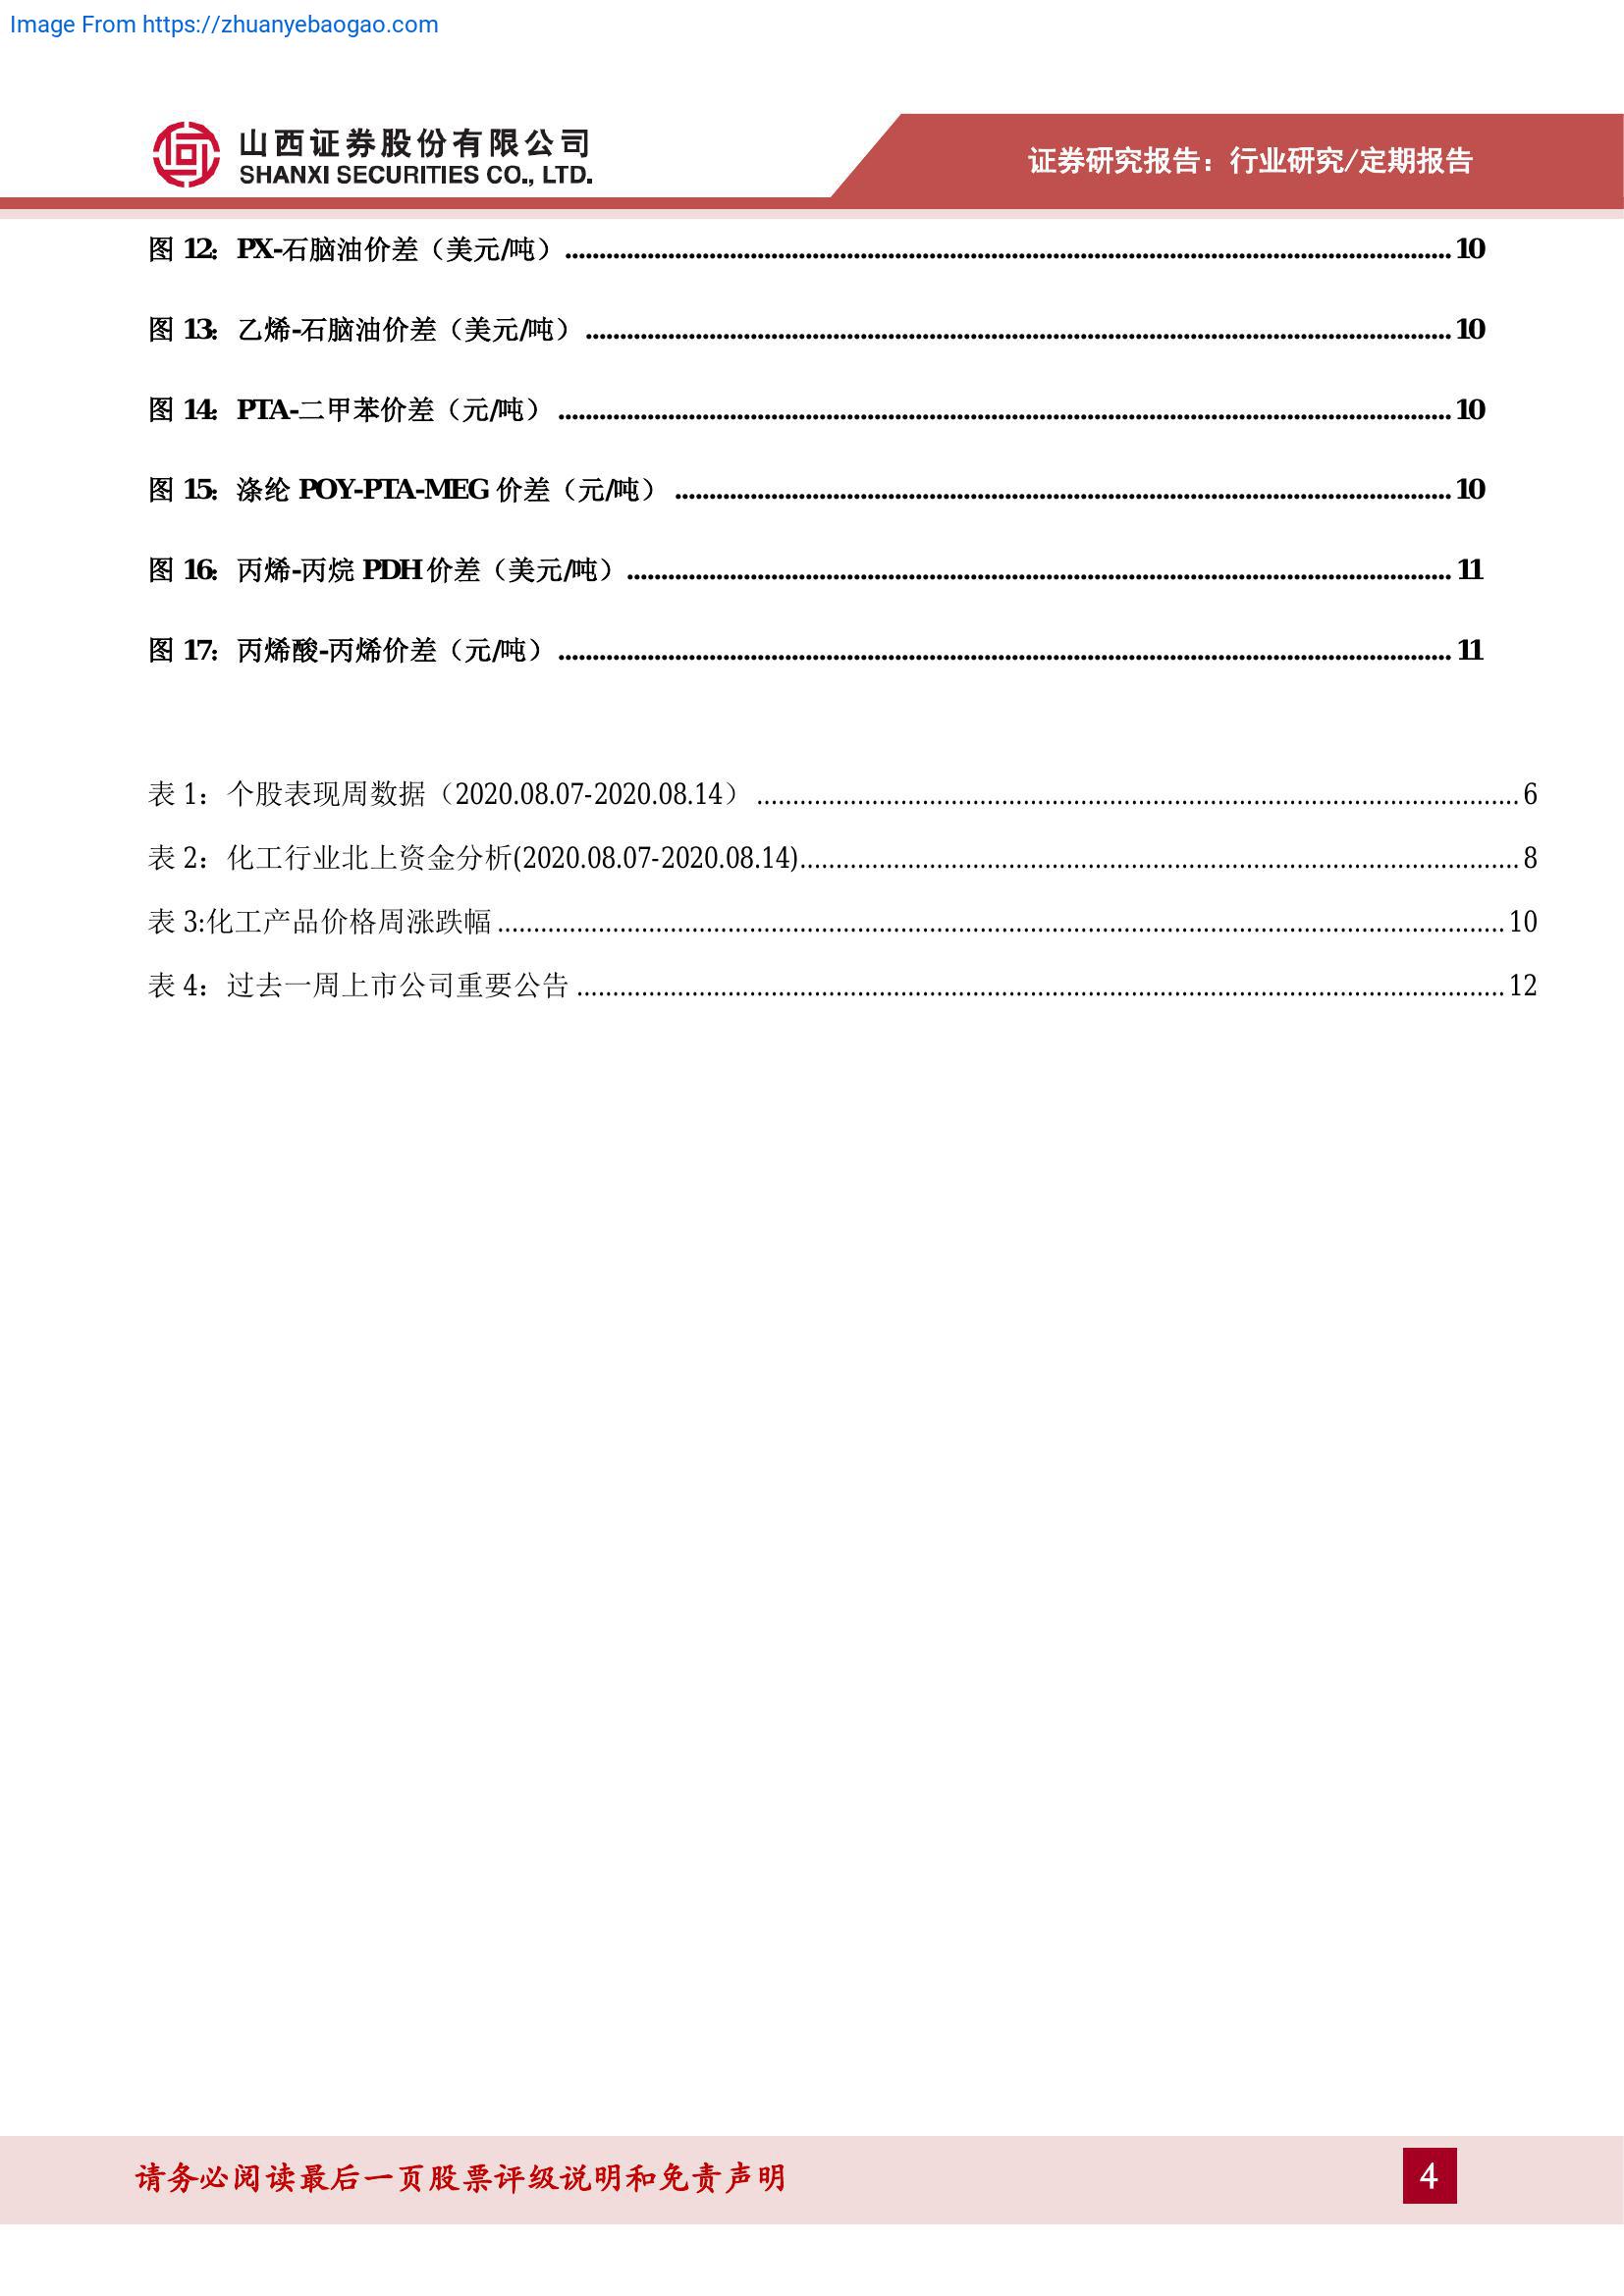 Image From https://zhuanyebaogao.com
山西证券股份有限公司
SHANXI SECURITIES CO., LTD.
证券研究报告：行业研究/定期报告
图 12：PX-石脑油价差（美元/吨）....................10
图 13：乙烯-石脑油价差（美元/吨）....................10
图 14：PTA-二甲苯价差（元/吨）....................10
图 15：涤纶 POY-PTA-MEG 价差（元/吨）....................10
图 16：丙烯-丙烷 PDH 价差（美元/吨）....................11
图 17：丙烯酸-丙烯价差（元/吨）....................11
表 1：个股表现周数据（2020.08.07-2020.08.14）....................6
表 2：化工行业北上资金分析(2020.08.07-2020.08.14)....................8
表 3:化工产品价格周涨跌幅....................10
表 4：过去一周上市公司重要公告....................12
请务必阅读最后一页股票评级说明和免责声明
4